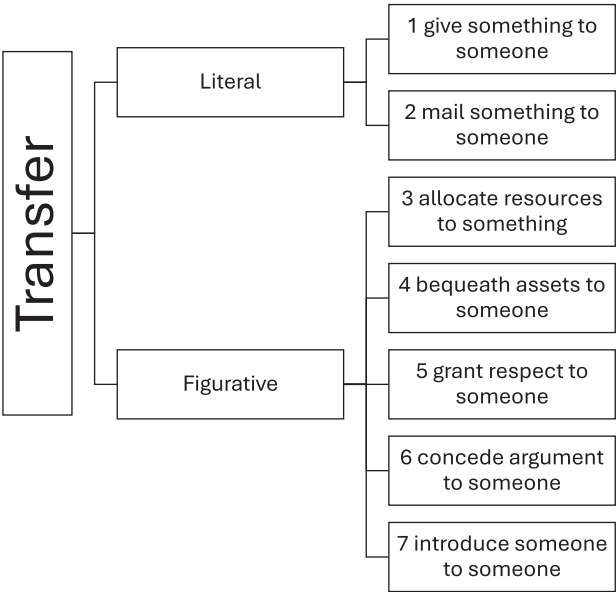 Transfer
Literal
1 give something to
someone
2 mail something to
someone
Figurative
3 allocate resources
to something
4 bequeath assets to
someone
5 grant respect to
someone
6 concede argument
to someone
7 introduce someone
to someone